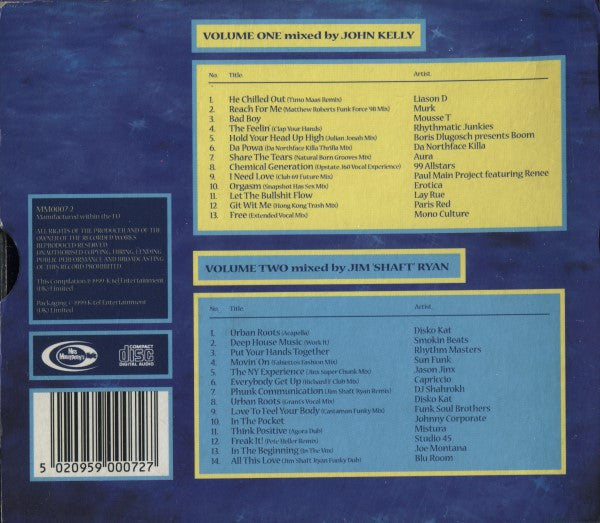 VOLUME ONE mixed by JOHN KELLY
No. Title Artist
1. He Chilled Out (Timo Maas Remix) Liason D
2. Reach For Me (Matthew Roberts Funk Force '98 Mix) Murk
3. Bad Boy Mousse T
4. The Feelin' (Clap Your Hands) Rhythmatic Junkies
5. Hold Your Head Up High (Julian Jonah Mix) Boris Dlugosch presents Boom
6. Da Powa (Da Northface Killa Thrilla Mix) Da Northface Killa
7. Share The Tears (Natural Born Grooves Mix) Aura
8. Chemical Generation (Upstate 360 Vocal Experience) 99 Allstars
9. I Need Love (Club 69 Future Mix) Paul Main Project featuring Renee
10. Orgasm (Snapshot Has Sex Mix) Erotica
11. Let The Bullshit Flow Lay Rue
12. Git Wit Me (Hong Kong Trash Mix) Paris Red
13. Free (Extended Vocal Mix) Mono Culture
MM0007-2
Manufactured within the EU
ALL RIGHTS OF THE PRODUCER AND OF THE
OWNER OF THE RECORDED WORKS
REPRODUCED RESERVED.
UNAUTHORISED COPYING, HIRING, LENDING
PUBLIC PERFORMANCE AND BROADCASTING
OF THIS RECORD PROHIBITED.
This Compilation ℗ 1999 K-tel Entertainment
(UK) Limited
Packaging © 1999 K-tel Entertainment
(UK) Limited
Miss Moneypenny's Music
COMPACT
disc
DIGITAL AUDIO
5 020959 000727
VOLUME TWO mixed by JIM 'SHAFT' RYAN
No. Title Artist
1. Urban Roots (Acapella) Disko Kat
2. Deep House Music (Work It) Smokin Beats
3. Put Your Hands Together Rhythm Masters
4. Movin' On (Fabiettos Fashion Mix) Sun Funk
5. The NY Experience (Jim's Super Chunk Mix) Jason Jinx
6. Everybody Get Up (Richard F. Club Mix) Capriccio
7. Phunk Communication (Jim Shaft Ryan Remix) DJ Shahrokh
8. Urban Roots (Grants Vocal Mix) Disko Kat
9. Love To Feel Your Body (Castamon Funky Mix) Funk Soul Brothers
10. In The Pocket Johnny Corporate
11. Think Positive (Agora Dub) Mistura
12. Freak It! (Pete Heller Remix) Studio 45
13. In The Beginning (In The Vox) Joe Montana
14. All This Love (Jim Shaft Ryan Funky Dub) Blu Room